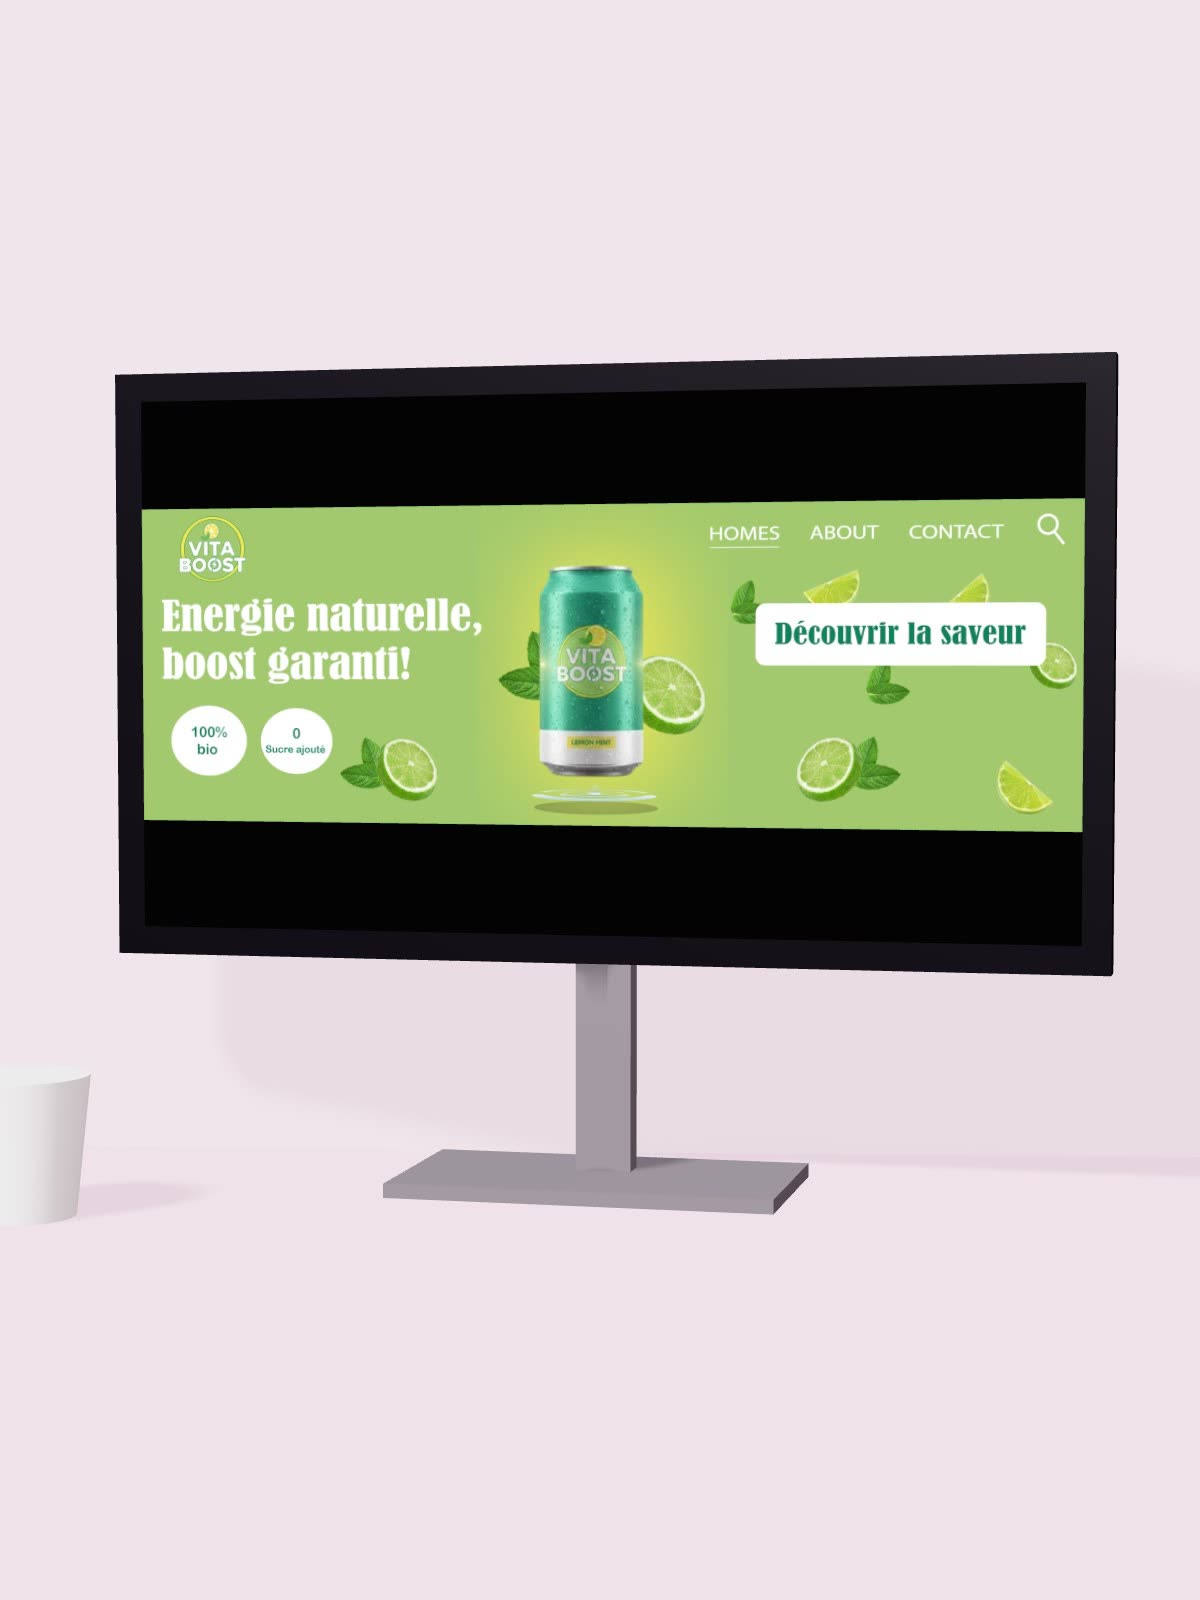 VITA
BOOST
HOMES ABOUT CONTACT
Energie naturelle,
boost garanti!
100%
bio
0
Sucre ajouté
VITA
BOOST
LEMON MINT
Découvrir la saveur